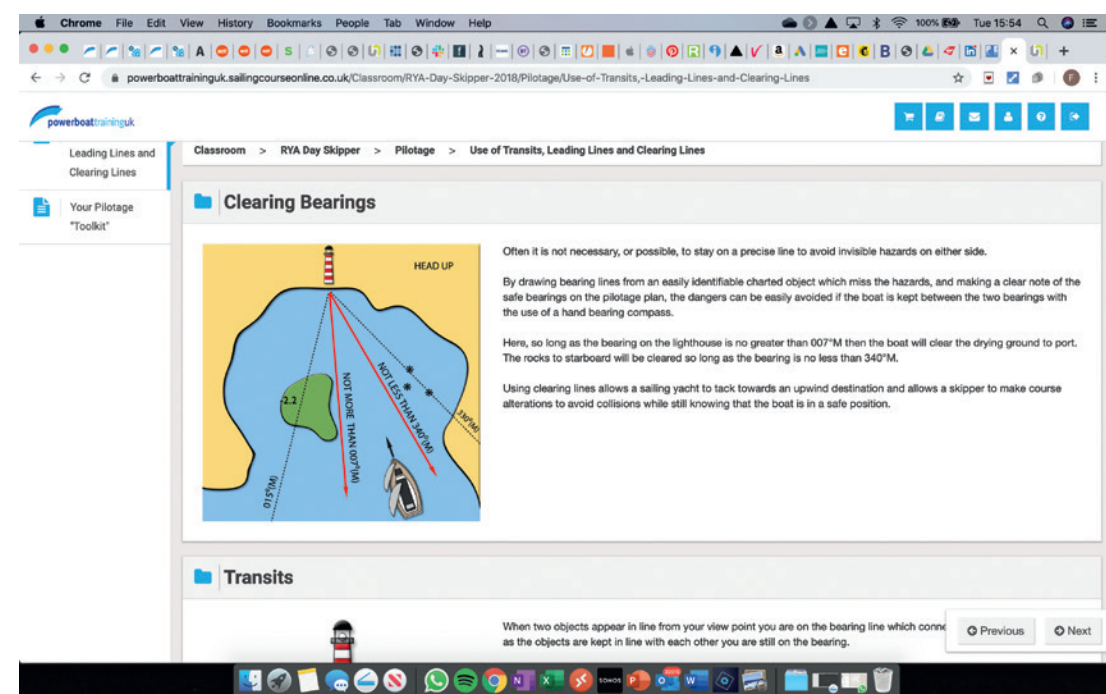 Chrome File Edit View History Bookmarks People Tab Window Help
100% Tue 15:54
powerboattraininguk.sailingcourseonline.co.uk/Classroom/RYA-Day-Skipper-2018/Pilotage/Use-of-Transits,-Leading-Lines-and-Clearing-Lines
powerboattraininguk
Leading Lines and
Clearing Lines
Your Pilotage
"Toolkit"
Classroom > RYA Day Skipper > Pilotage > Use of Transits, Leading Lines and Clearing Lines
Clearing Bearings
HEAD UP
2.2
NOT MORE THAN 007°(M)
NOT LESS THAN 340°(M)
330°(M)
015°(M)
Often it is not necessary, or possible, to stay on a precise line to avoid invisible hazards on either side.
By drawing bearing lines from an easily identifiable charted object which miss the hazards, and making a clear note of the
safe bearings on the pilotage plan, the dangers can be easily avoided if the boat is kept between the two bearings with
the use of a hand bearing compass.
Here, so long as the bearing on the lighthouse is no greater than 007°M then the boat will clear the drying ground to port.
The rocks to starboard will be cleared so long as the bearing is no less than 340°M.
Using clearing lines allows a sailing yacht to tack towards an upwind destination and allows a skipper to make course
alterations to avoid collisions while still knowing that the boat is in a safe position.
Transits
When two objects appear in line from your view point you are on the bearing line which conne
as the objects are kept in line with each other you are still on the bearing.
Previous
Next
SONOS